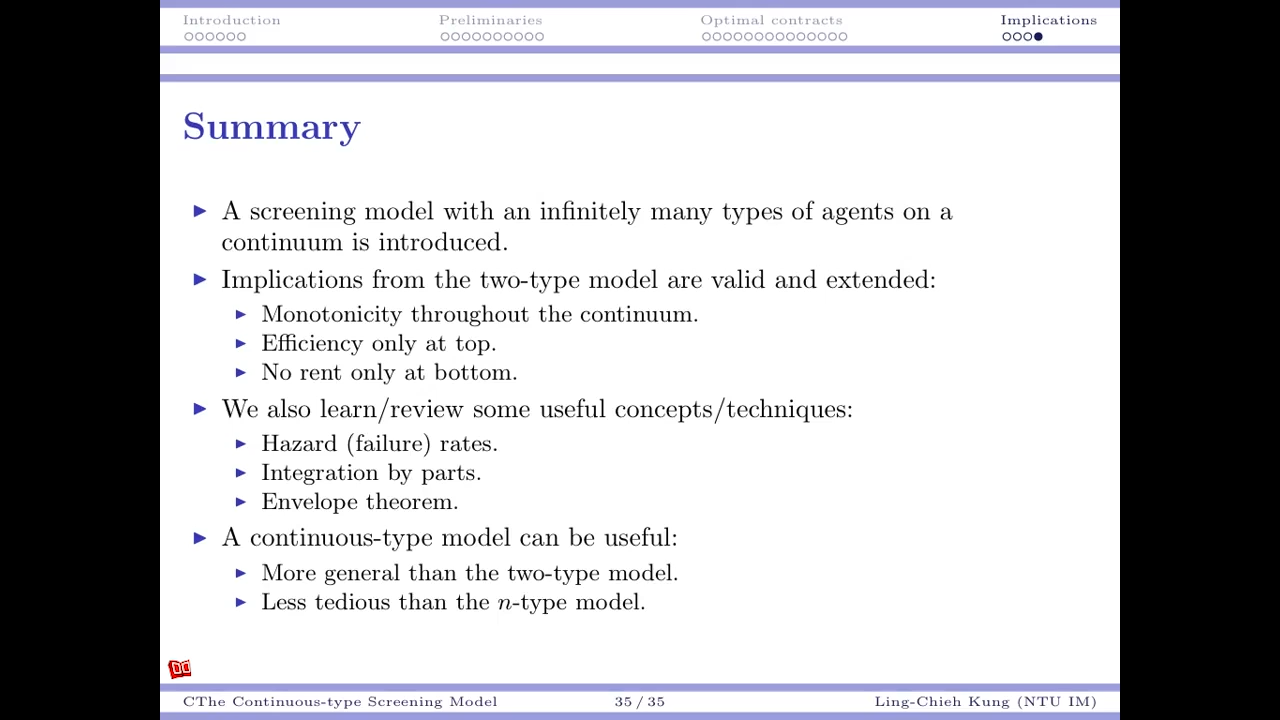 Introduction Preliminaries Optimal contracts Implications
Summary
A screening model with an infinitely many types of agents on a
continuum is introduced.
Implications from the two-type model are valid and extended:
Monotonicity throughout the continuum.
Efficiency only at top.
No rent only at bottom.
We also learn/review some useful concepts/techniques:
Hazard (failure) rates.
Integration by parts.
Envelope theorem.
A continuous-type model can be useful:
More general than the two-type model.
Less tedious than the n-type model.
CThe Continuous-type Screening Model 35 / 35 Ling-Chieh Kung (NTU IM)